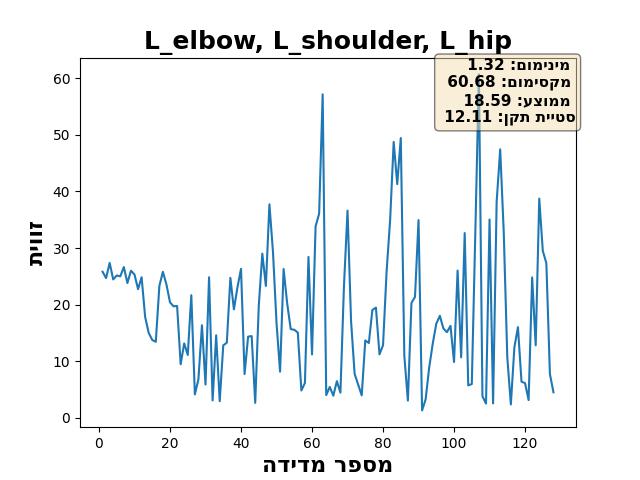 L_elbow, L_shoulder, L_hip
מינימום: 1.32
מקסימום: 60.68
ממוצע: 18.59
סטיית תקן: 12.11
זווית
60
50
40
30
20
10
0
0 20 40 60 80 100 120
מספר מדידה